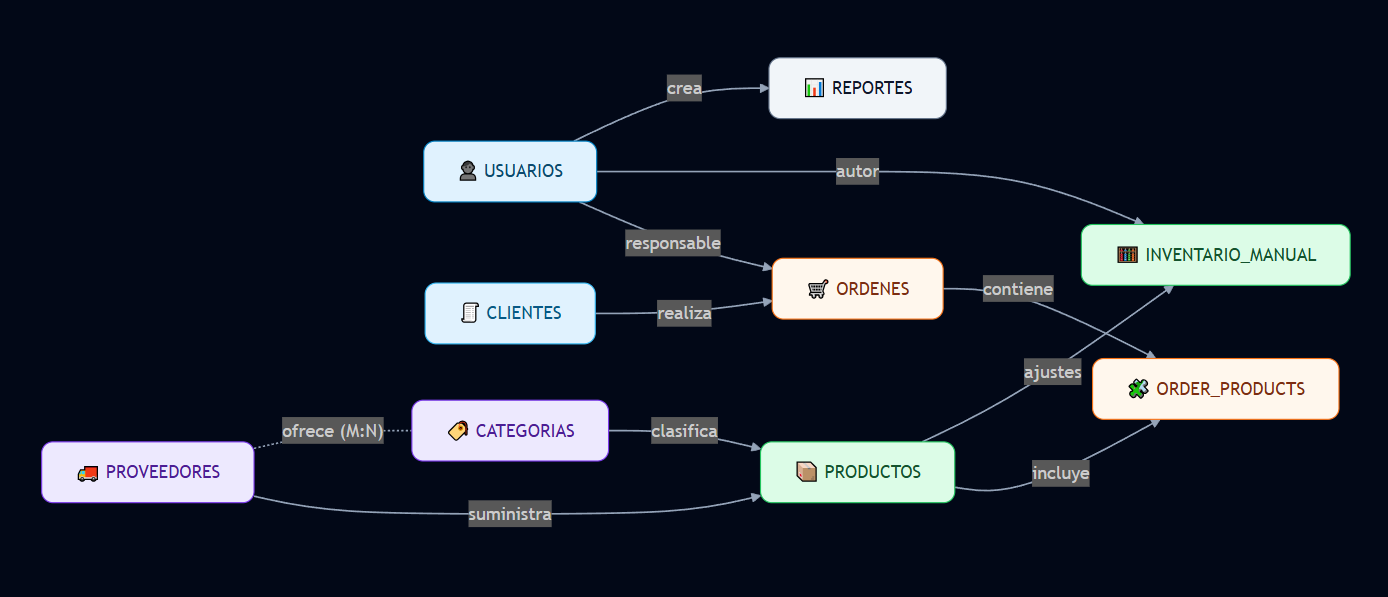 crea
REPORTES
USUARIOS
autor
responsable
INVENTARIO_MANUAL
ORDENES
contiene
CLIENTES
realiza
ajustes
ORDER_PRODUCTS
ofrece (M:N)
CATEGORIAS
clasifica
PROVEEDORES
PRODUCTOS
incluye
suministra